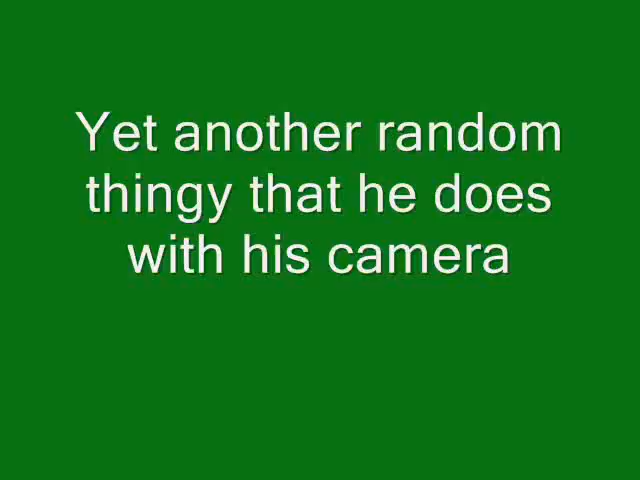 Yet another random
thingy that he does
with his camera